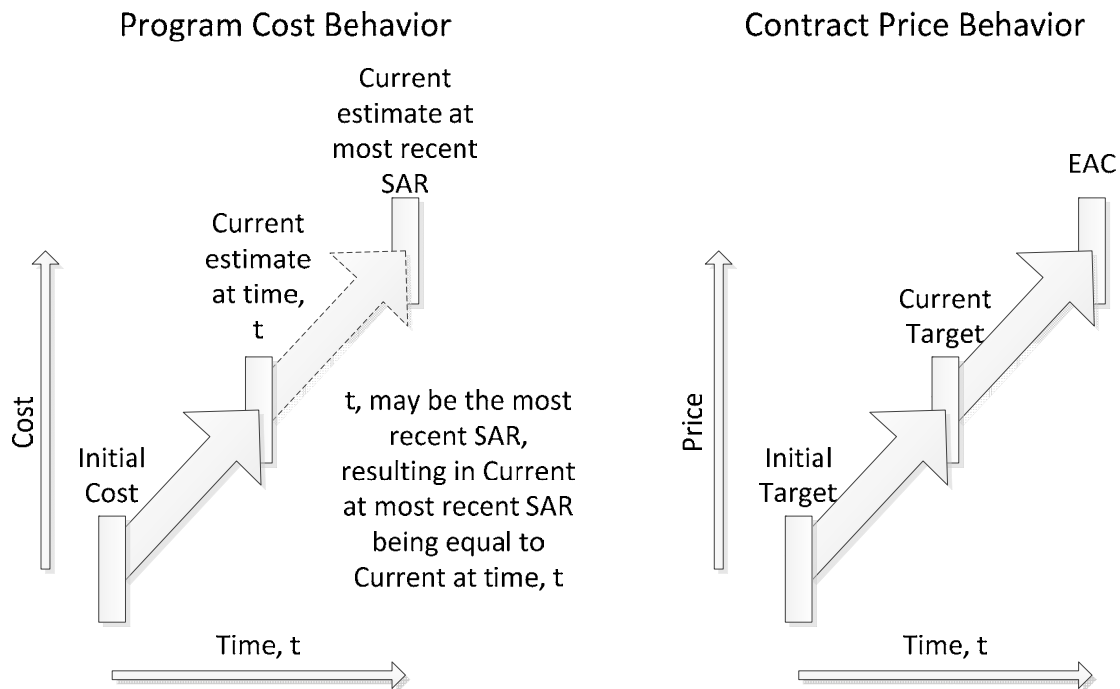 Program Cost Behavior
Current
estimate at
most recent
SAR
Current
estimate
at time,
t
Initial
Cost
Cost
t, may be the most
recent SAR,
resulting in Current
at most recent SAR
being equal to
Current at time, t
Time, t
Contract Price Behavior
EAC
Current
Target
Initial
Target
Price
Time, t